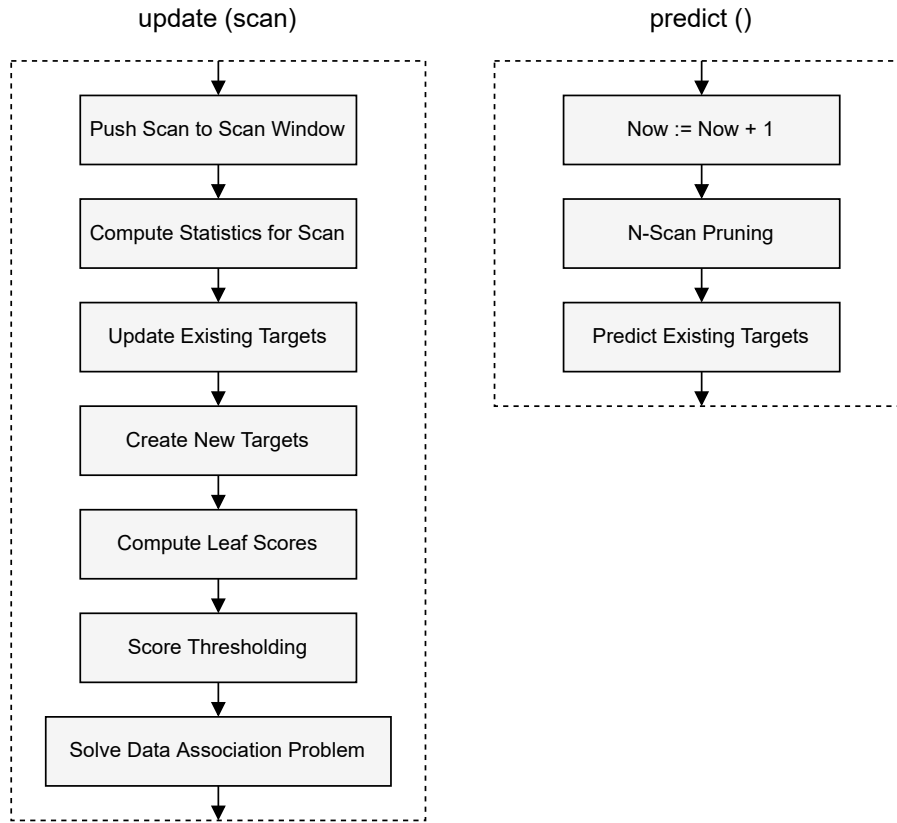 update (scan)
Push Scan to Scan Window
Compute Statistics for Scan
Update Existing Targets
Create New Targets
Compute Leaf Scores
Score Thresholding
Solve Data Association Problem
predict ()
Now := Now + 1
N-Scan Pruning
Predict Existing Targets